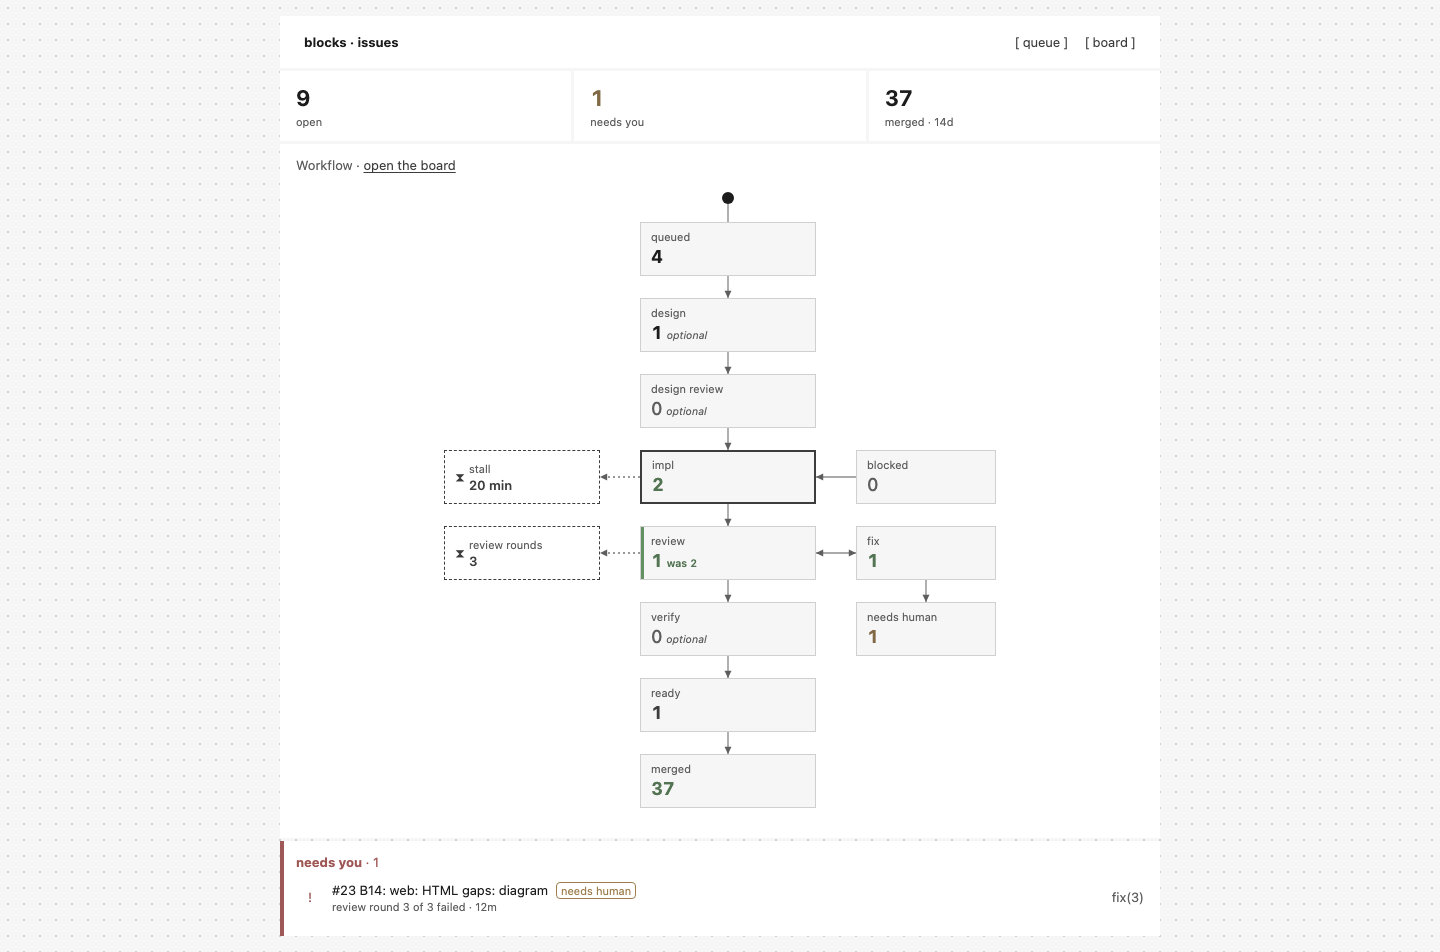 blocks · issues
[ queue ] [ board ]
9
open
1
needs you
37
merged · 14d
Workflow · open the board
queued
4
design
1 optional
design review
0 optional
stall
20 min
impl
2
blocked
0
review rounds
3
review
1 was 2
fix
1
verify
0 optional
needs human
1
ready
1
merged
37
needs you · 1
! #23 B14: web: HTML gaps: diagram needs human
review round 3 of 3 failed · 12m
fix(3)